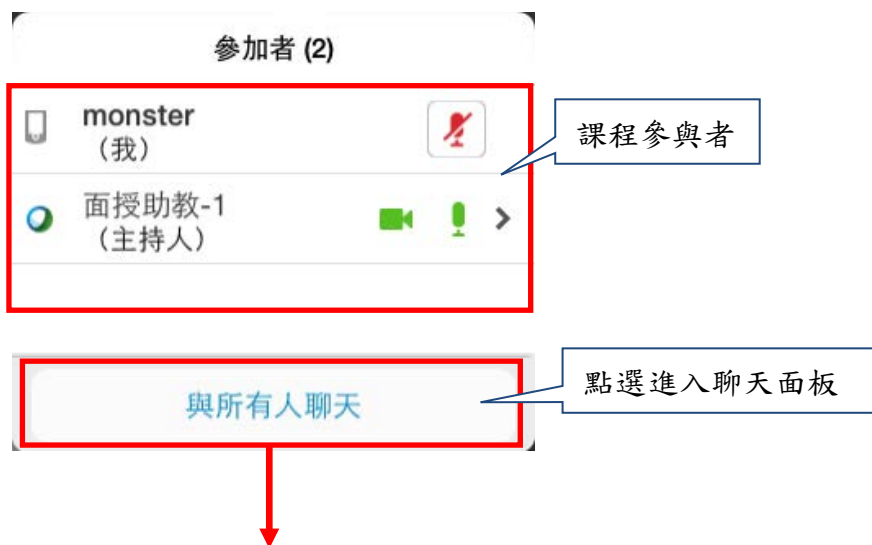 參加者 (2)
monster
（我）
課程參與者
面授助教-1
（主持人）
點選進入聊天面板
與所有人聊天